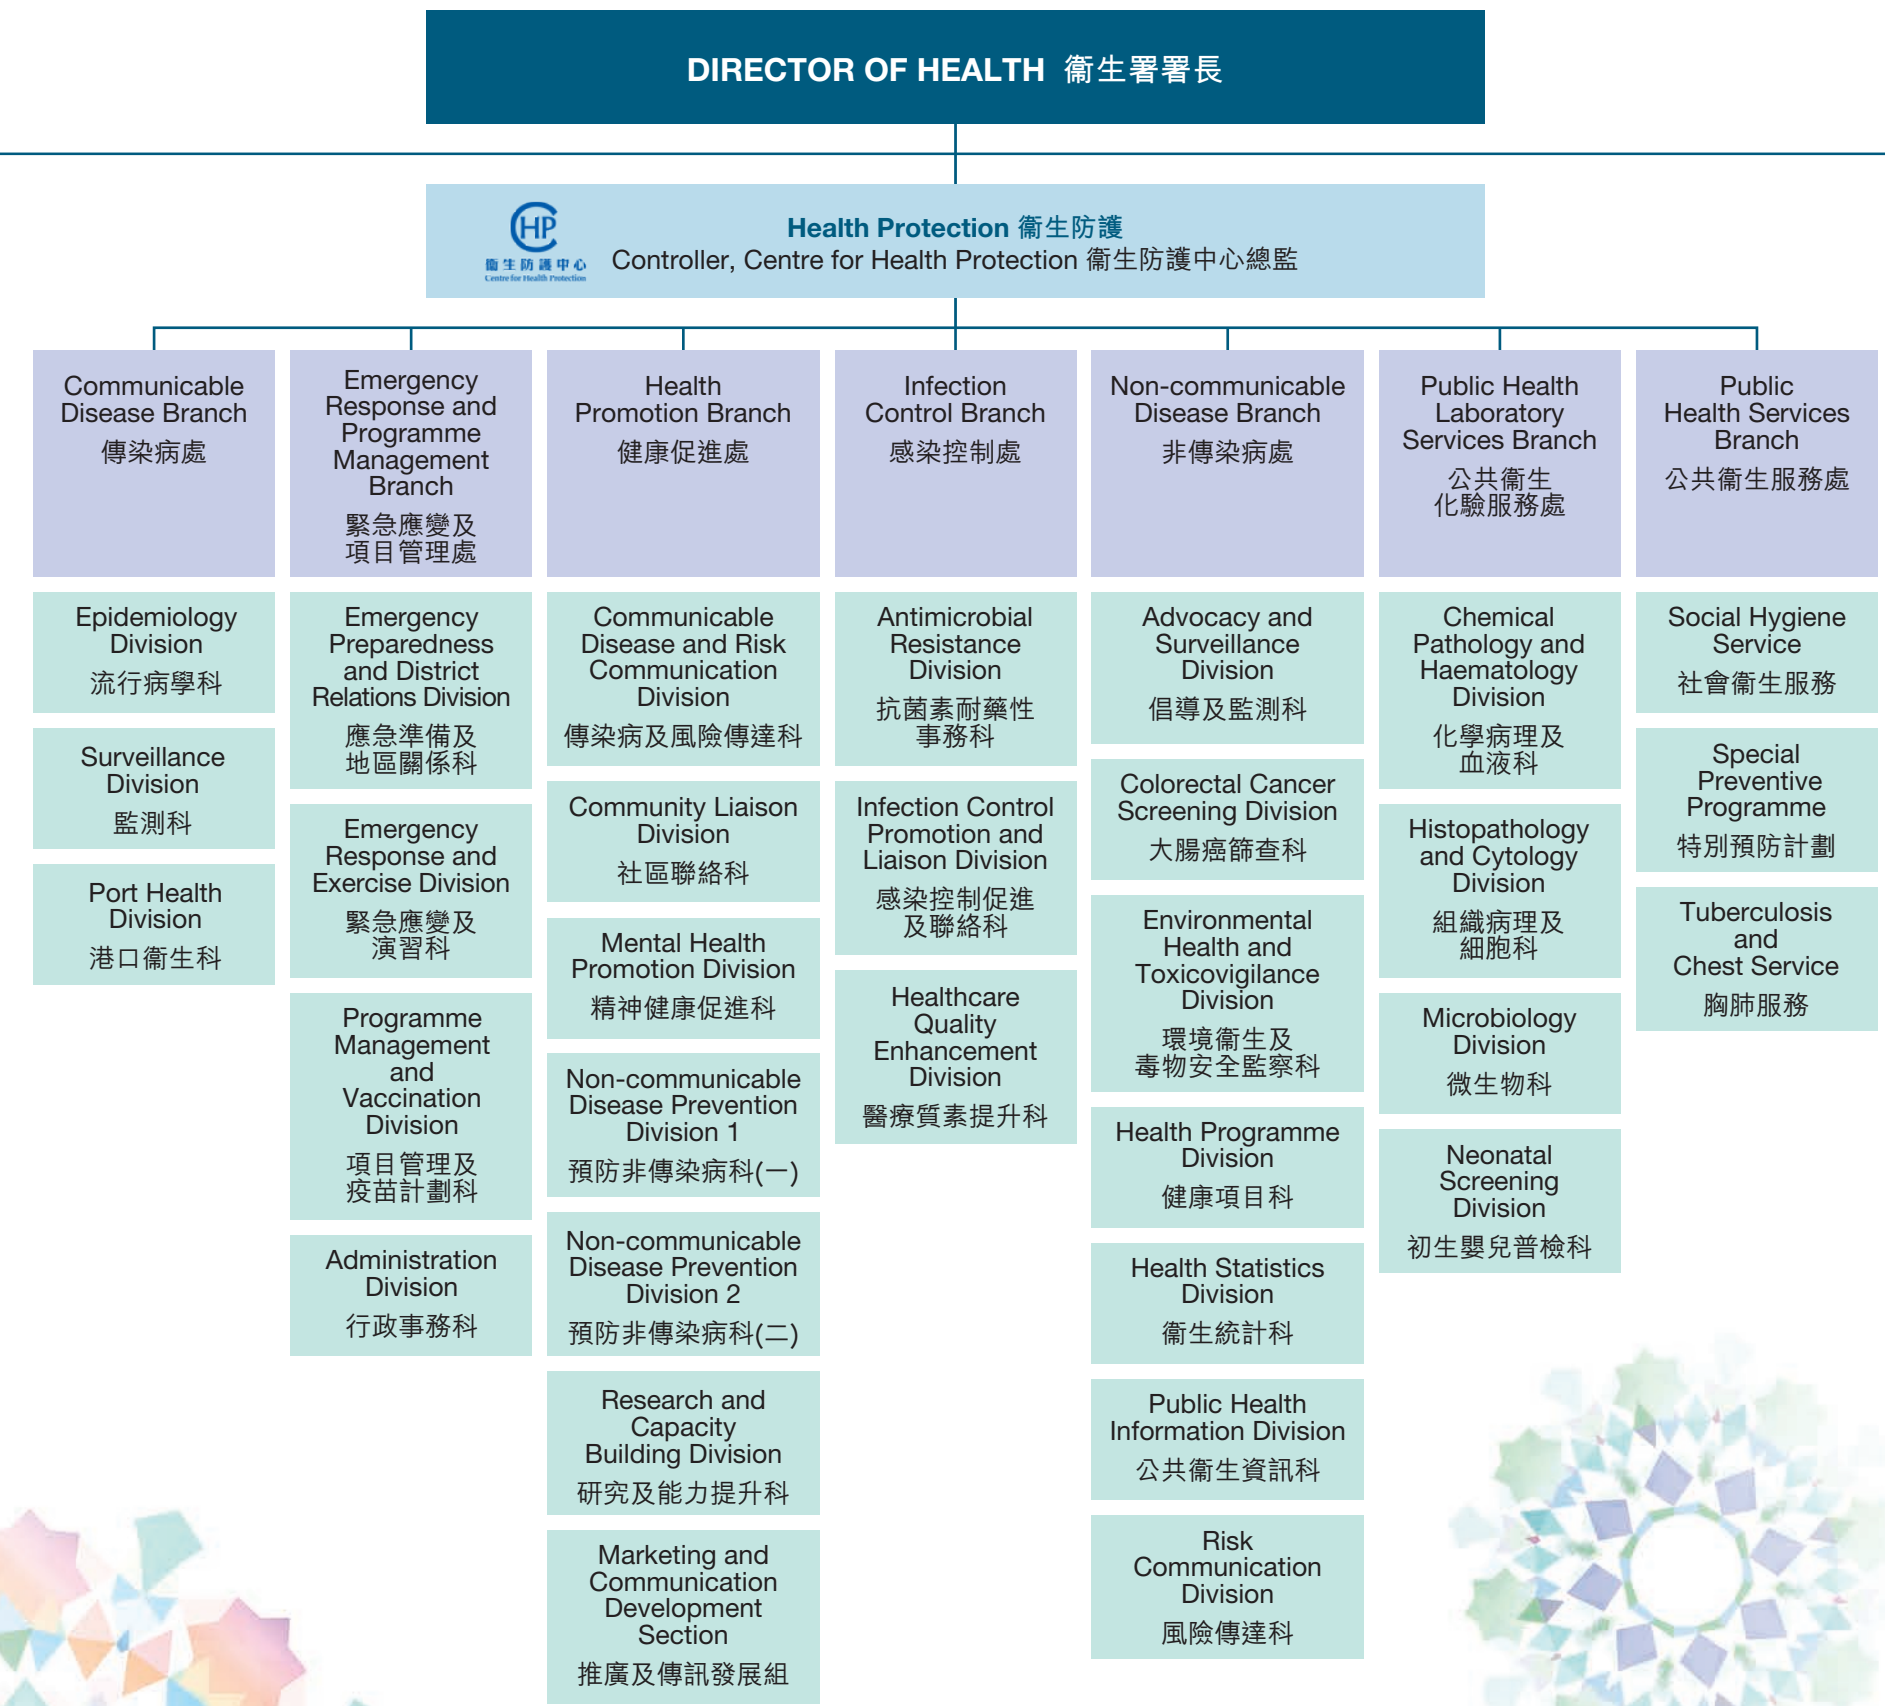 DIRECTOR OF HEALTH 衞生署署長
CHP
衞生防護中心
Centre for Health Protection
Health Protection 衞生防護
Controller, Centre for Health Protection 衞生防護中心總監
Communicable
Disease Branch
傳染病處
Epidemiology
Division
流行病學科
Surveillance
Division
監測科
Port Health
Division
港口衞生科
Emergency
Response and
Programme
Management
Branch
緊急應變及
項目管理處
Emergency
Preparedness
and District
Relations Division
應急準備及
地區關係科
Emergency
Response and
Exercise Division
緊急應變及
演習科
Programme
Management
and
Vaccination
Division
項目管理及
疫苗計劃科
Administration
Division
行政事務科
Health
Promotion Branch
健康促進處
Communicable
Disease and Risk
Communication
Division
傳染病及風險傳達科
Community Liaison
Division
社區聯絡科
Mental Health
Promotion Division
精神健康促進科
Non-communicable
Disease Prevention
Division 1
預防非傳染病科(一)
Non-communicable
Disease Prevention
Division 2
預防非傳染病科(二)
Research and
Capacity
Building Division
研究及能力提升科
Marketing and
Communication
Development
Section
推廣及傳訊發展組
Infection
Control Branch
感染控制處
Antimicrobial
Resistance
Division
抗菌素耐藥性
事務科
Infection Control
Promotion and
Liaison Division
感染控制促進
及聯絡科
Healthcare
Quality
Enhancement
Division
醫療質素提升科
Non-communicable
Disease Branch
非傳染病處
Advocacy and
Surveillance
Division
倡導及監測科
Colorectal Cancer
Screening Division
大腸癌篩查科
Environmental
Health and
Toxicovigilance
Division
環境衞生及
毒物安全監察科
Health Programme
Division
健康項目科
Health Statistics
Division
衞生統計科
Public Health
Information Division
公共衞生資訊科
Risk
Communication
Division
風險傳達科
Public Health
Laboratory
Services Branch
公共衞生
化驗服務處
Chemical
Pathology and
Haematology
Division
化學病理及
血液科
Histopathology
and Cytology
Division
組織病理及
細胞科
Microbiology
Division
微生物科
Neonatal
Screening
Division
初生嬰兒普檢科
Public
Health Services
Branch
公共衞生服務處
Social Hygiene
Service
社會衞生服務
Special
Preventive
Programme
特別預防計劃
Tuberculosis
and
Chest Service
胸肺服務